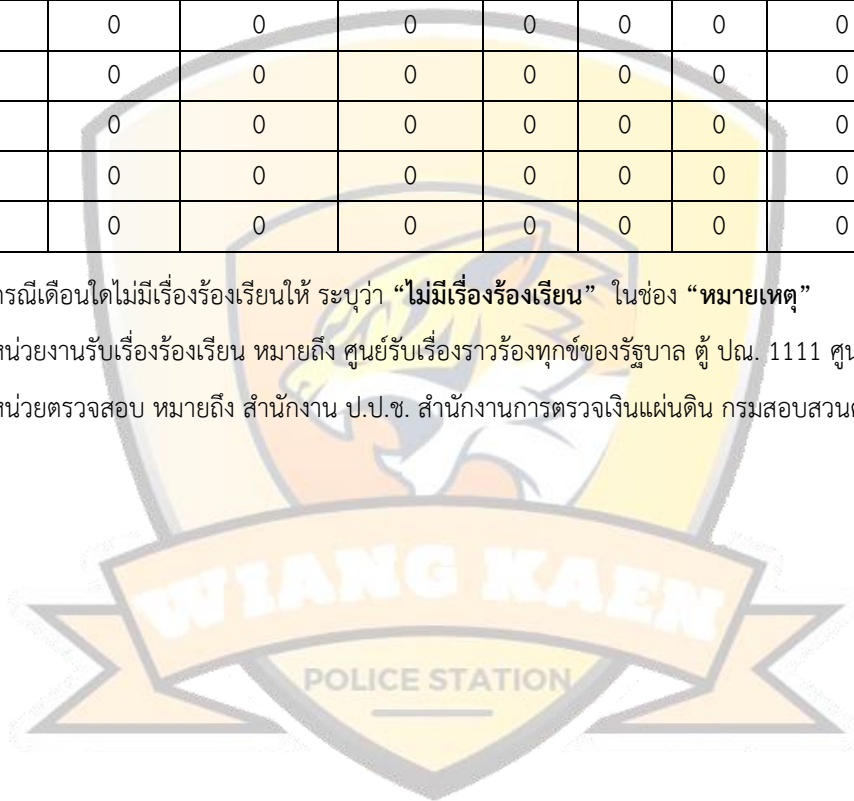 0 0 0 0 0 0 0
0 0 0 0 0 0 0
0 0 0 0 0 0 0
0 0 0 0 0 0 0
0 0 0 0 0 0 0
เดือนใดไม่มีเรื่องร้องเรียนให้ ระบุว่า “ไม่มีเรื่องร้องเรียน” ในช่อง “หมายเหตุ”
หน่วยงานรับเรื่องร้องเรียน หมายถึง ศูนย์รับเรื่องราวร้องทุกข์ของรัฐบาล ตู้ ปณ. 1111
หน่วยตรวจสอบ หมายถึง สำนักงาน ป.ป.ช. สำนักงานการตรวจเงินแผ่นดิน กรมสอบสวน
WIANG KAEN
POLICE STATION